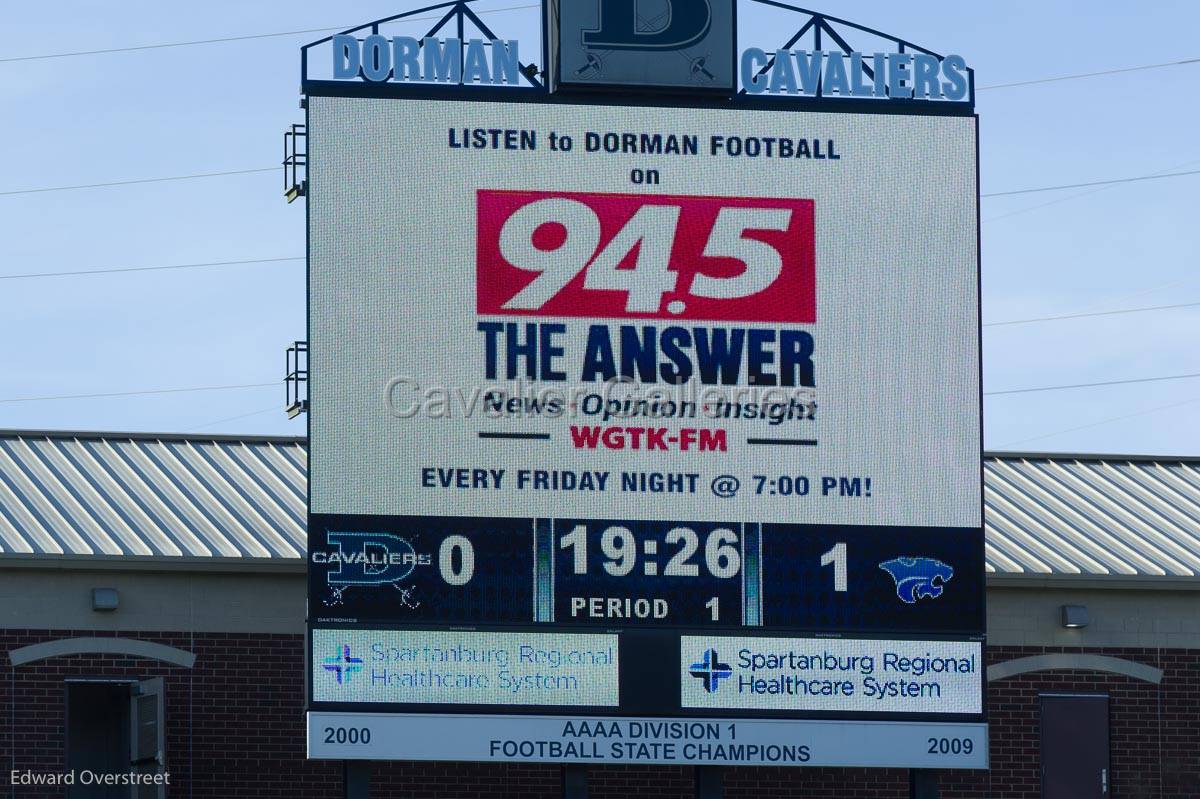 DORMAN
D
CAVALIERS
LISTEN to DORMAN FOOTBALL
on
94.5
THE ANSWER
News · Opinion · Insight
Cavalier Galleries
WGTK-FM
EVERY FRIDAY NIGHT @ 7:00 PM!
CAVALIERS
0
19:26
PERIOD 1
1
DAKTRONICS
Spartanburg Regional
Healthcare System
Spartanburg Regional
Healthcare System
2000
AAAA DIVISION 1
FOOTBALL STATE CHAMPIONS
2009
Edward Overstreet